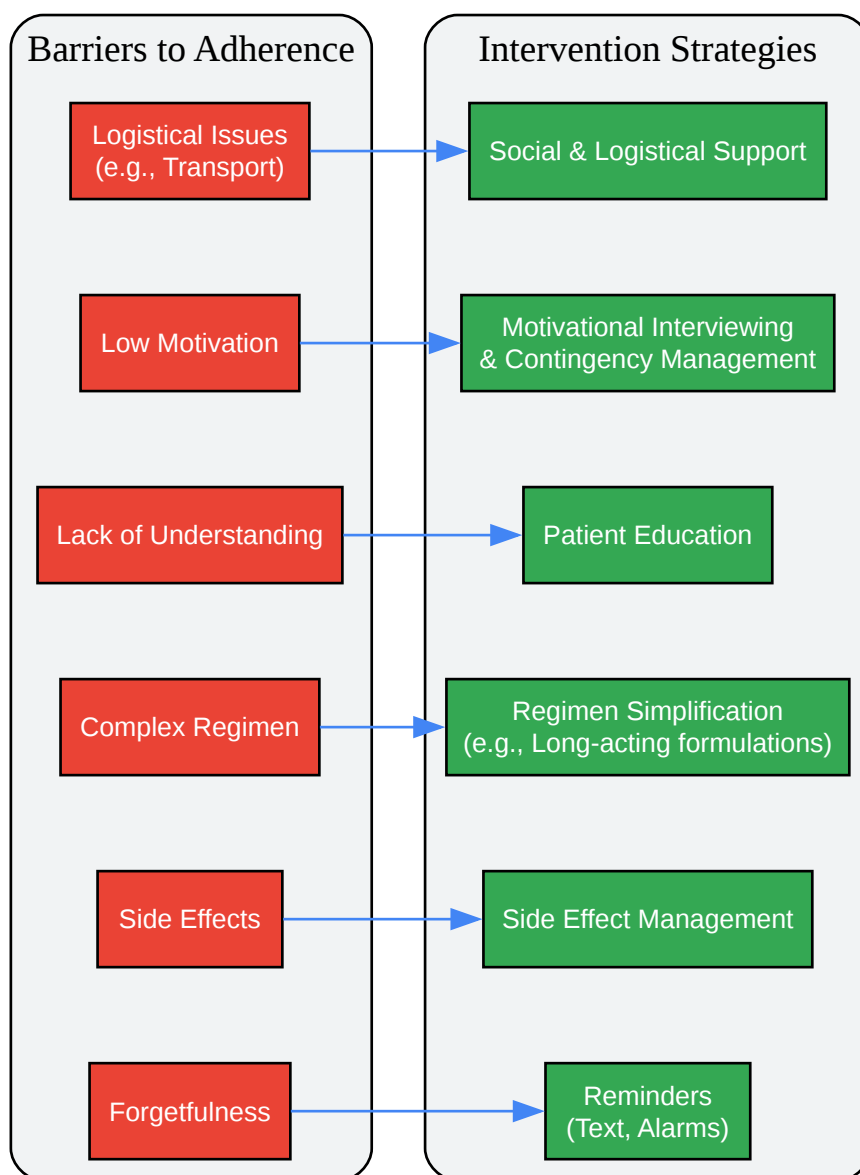 Barriers to Adherence
Intervention Strategies
Logistical Issues
(e.g., Transport)
Social & Logistical Support
Low Motivation
Motivational Interviewing
& Contingency Management
Lack of Understanding
Patient Education
Complex Regimen
Regimen Simplification
(e.g., Long-acting formulations)
Side Effects
Side Effect Management
Forgetfulness
Reminders
(Text, Alarms)